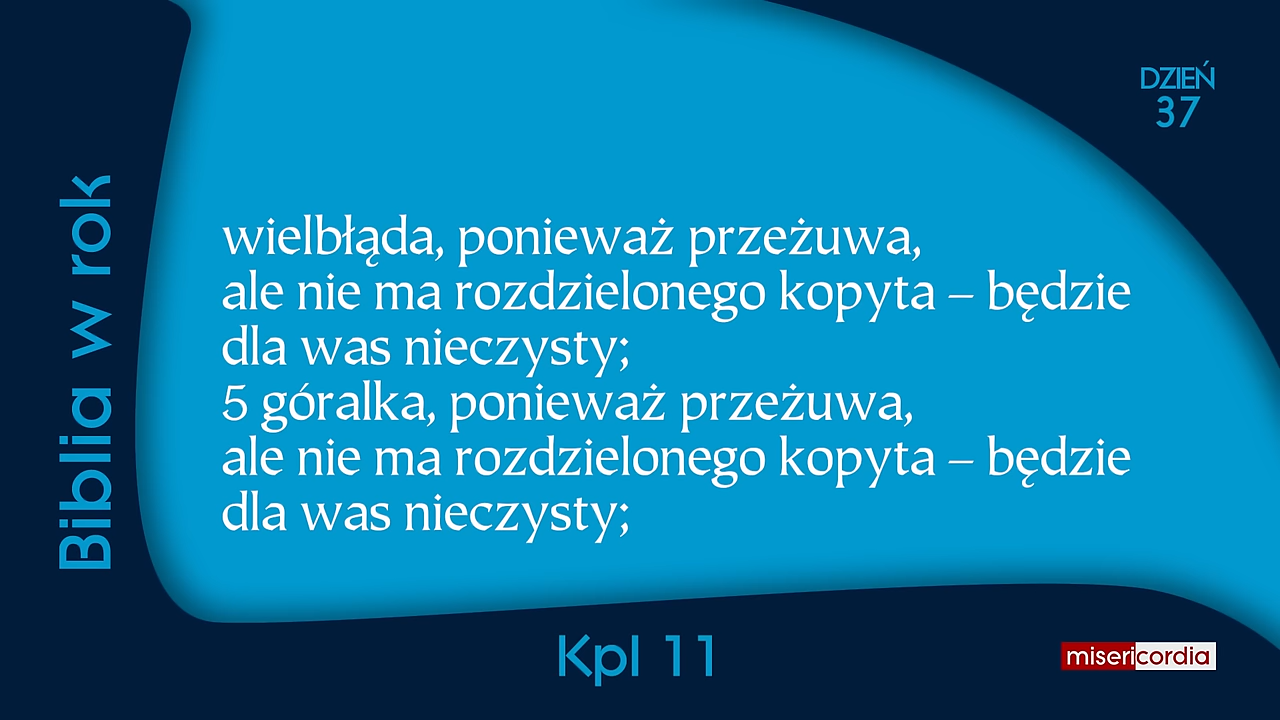 DZIEŃ
37
Biblia w rok
wielbłąda, ponieważ przeżuwa,
ale nie ma rozdzielonego kopyta – będzie
dla was nieczysty;
5 góralka, ponieważ przeżuwa,
ale nie ma rozdzielonego kopyta – będzie
dla was nieczysty;
Kpl 11
misericordia